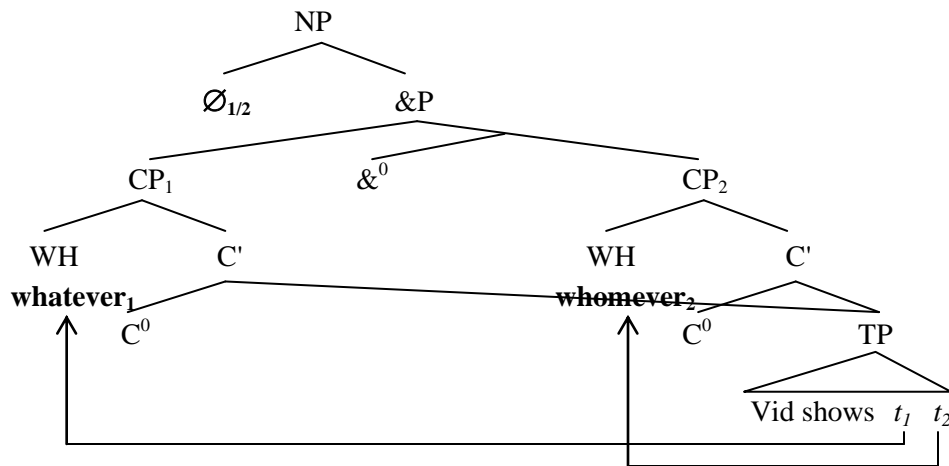 NP
∅1/2 &P
CP1 &0 CP2
WH C' WH C'
whatever1 whomever2
C0 C0 TP
Vid shows t1 t2